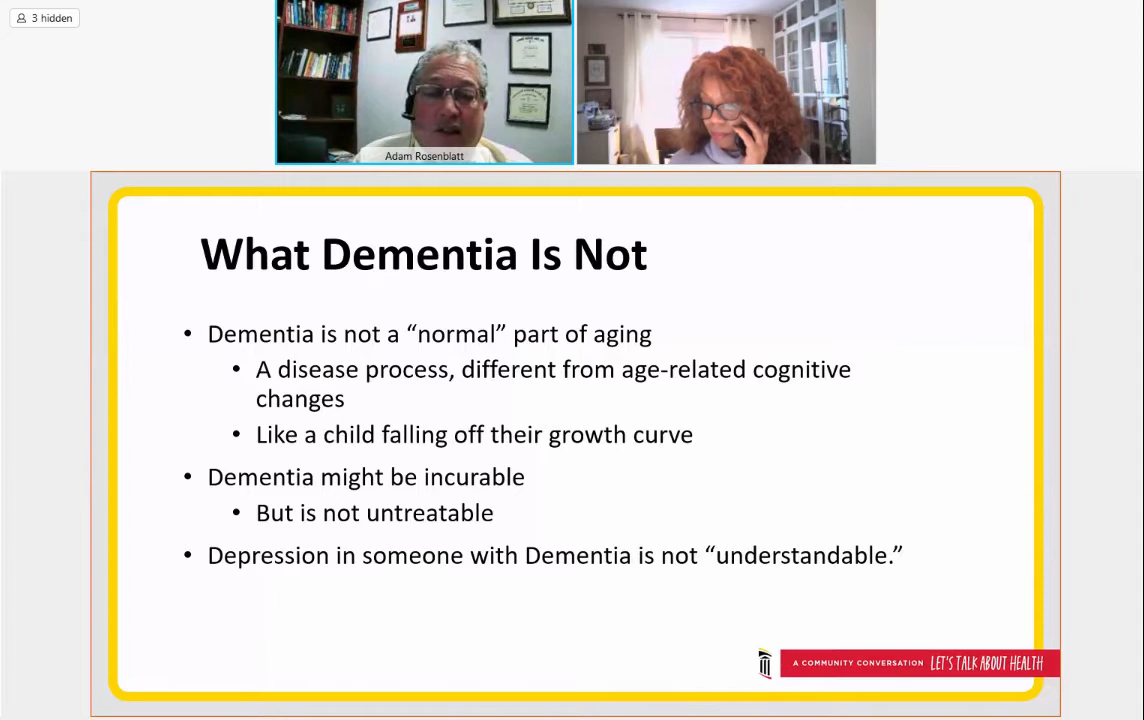 3 hidden
Adam Rosenblatt
What Dementia Is Not
• Dementia is not a “normal” part of aging
• A disease process, different from age-related cognitive
changes
• Like a child falling off their growth curve
• Dementia might be incurable
• But is not untreatable
• Depression in someone with Dementia is not “understandable.”
A COMMUNITY CONVERSATION LET'S TALK ABOUT HEALTH